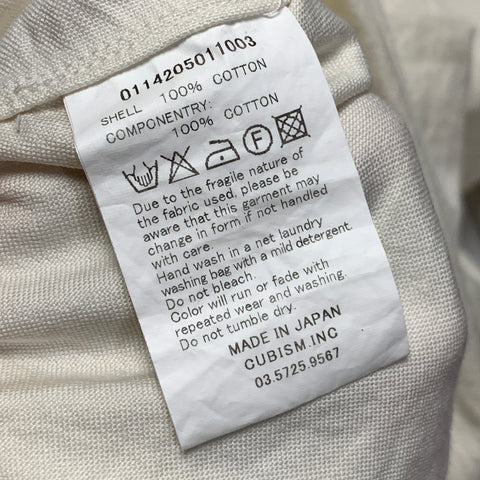 0114205011003
SHELL 100% COTTON
COMPONENTRY:
100% COTTON
F
Due to the fragile nature of
the fabric used, please be
aware that this garment may
change in form if not handled
with care.
Hand wash in a net laundry
washing bag with a mild detergent.
Do not bleach.
Color will run or fade with
repeated wear and washing.
Do not tumble dry.
MADE IN JAPAN
CUBISM.INC
03.5725.9567